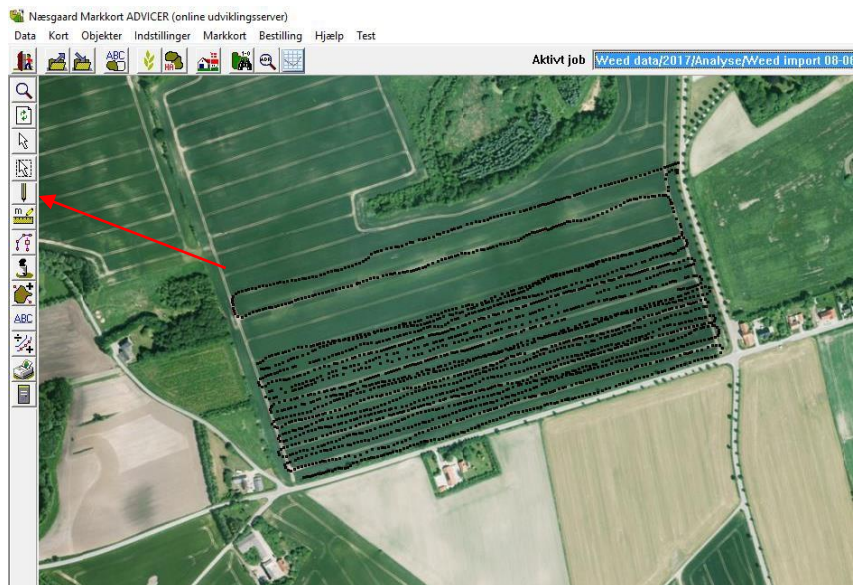 Næsgaard Markkort ADVICER (online udviklingsserver)
Data Kort Objekter Indstillinger Markkort Bestilling Hjælp Test
ABC
Aktivt job Weed data/2017/Analyse/Weed import 08-08
m
ABC